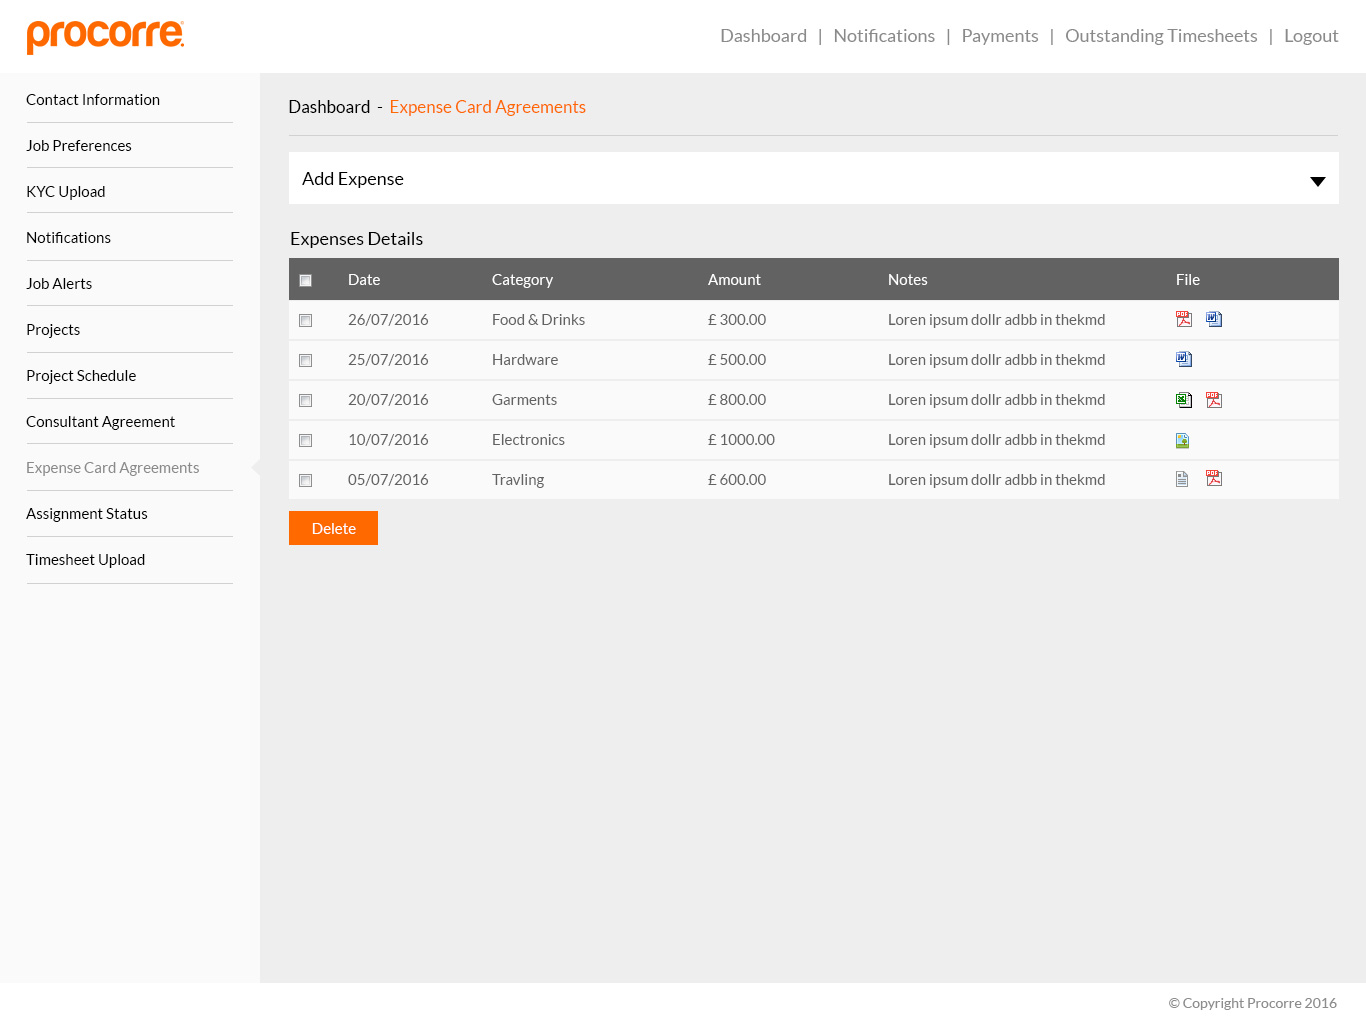 procorre
Dashboard | Notifications | Payments | Outstanding Timesheets | Logout
Contact Information
Job Preferences
KYC Upload
Notifications
Job Alerts
Projects
Project Schedule
Consultant Agreement
Expense Card Agreements
Assignment Status
Timesheet Upload
Dashboard - Expense Card Agreements
Add Expense
Expenses Details
Date Category Amount Notes File
26/07/2016 Food & Drinks £ 300.00 Loren ipsum dollr adbb in thekmd
25/07/2016 Hardware £ 500.00 Loren ipsum dollr adbb in thekmd
20/07/2016 Garments £ 800.00 Loren ipsum dollr adbb in thekmd
10/07/2016 Electronics £ 1000.00 Loren ipsum dollr adbb in thekmd
05/07/2016 Travling £ 600.00 Loren ipsum dollr adbb in thekmd
Delete
© Copyright Procorre 2016